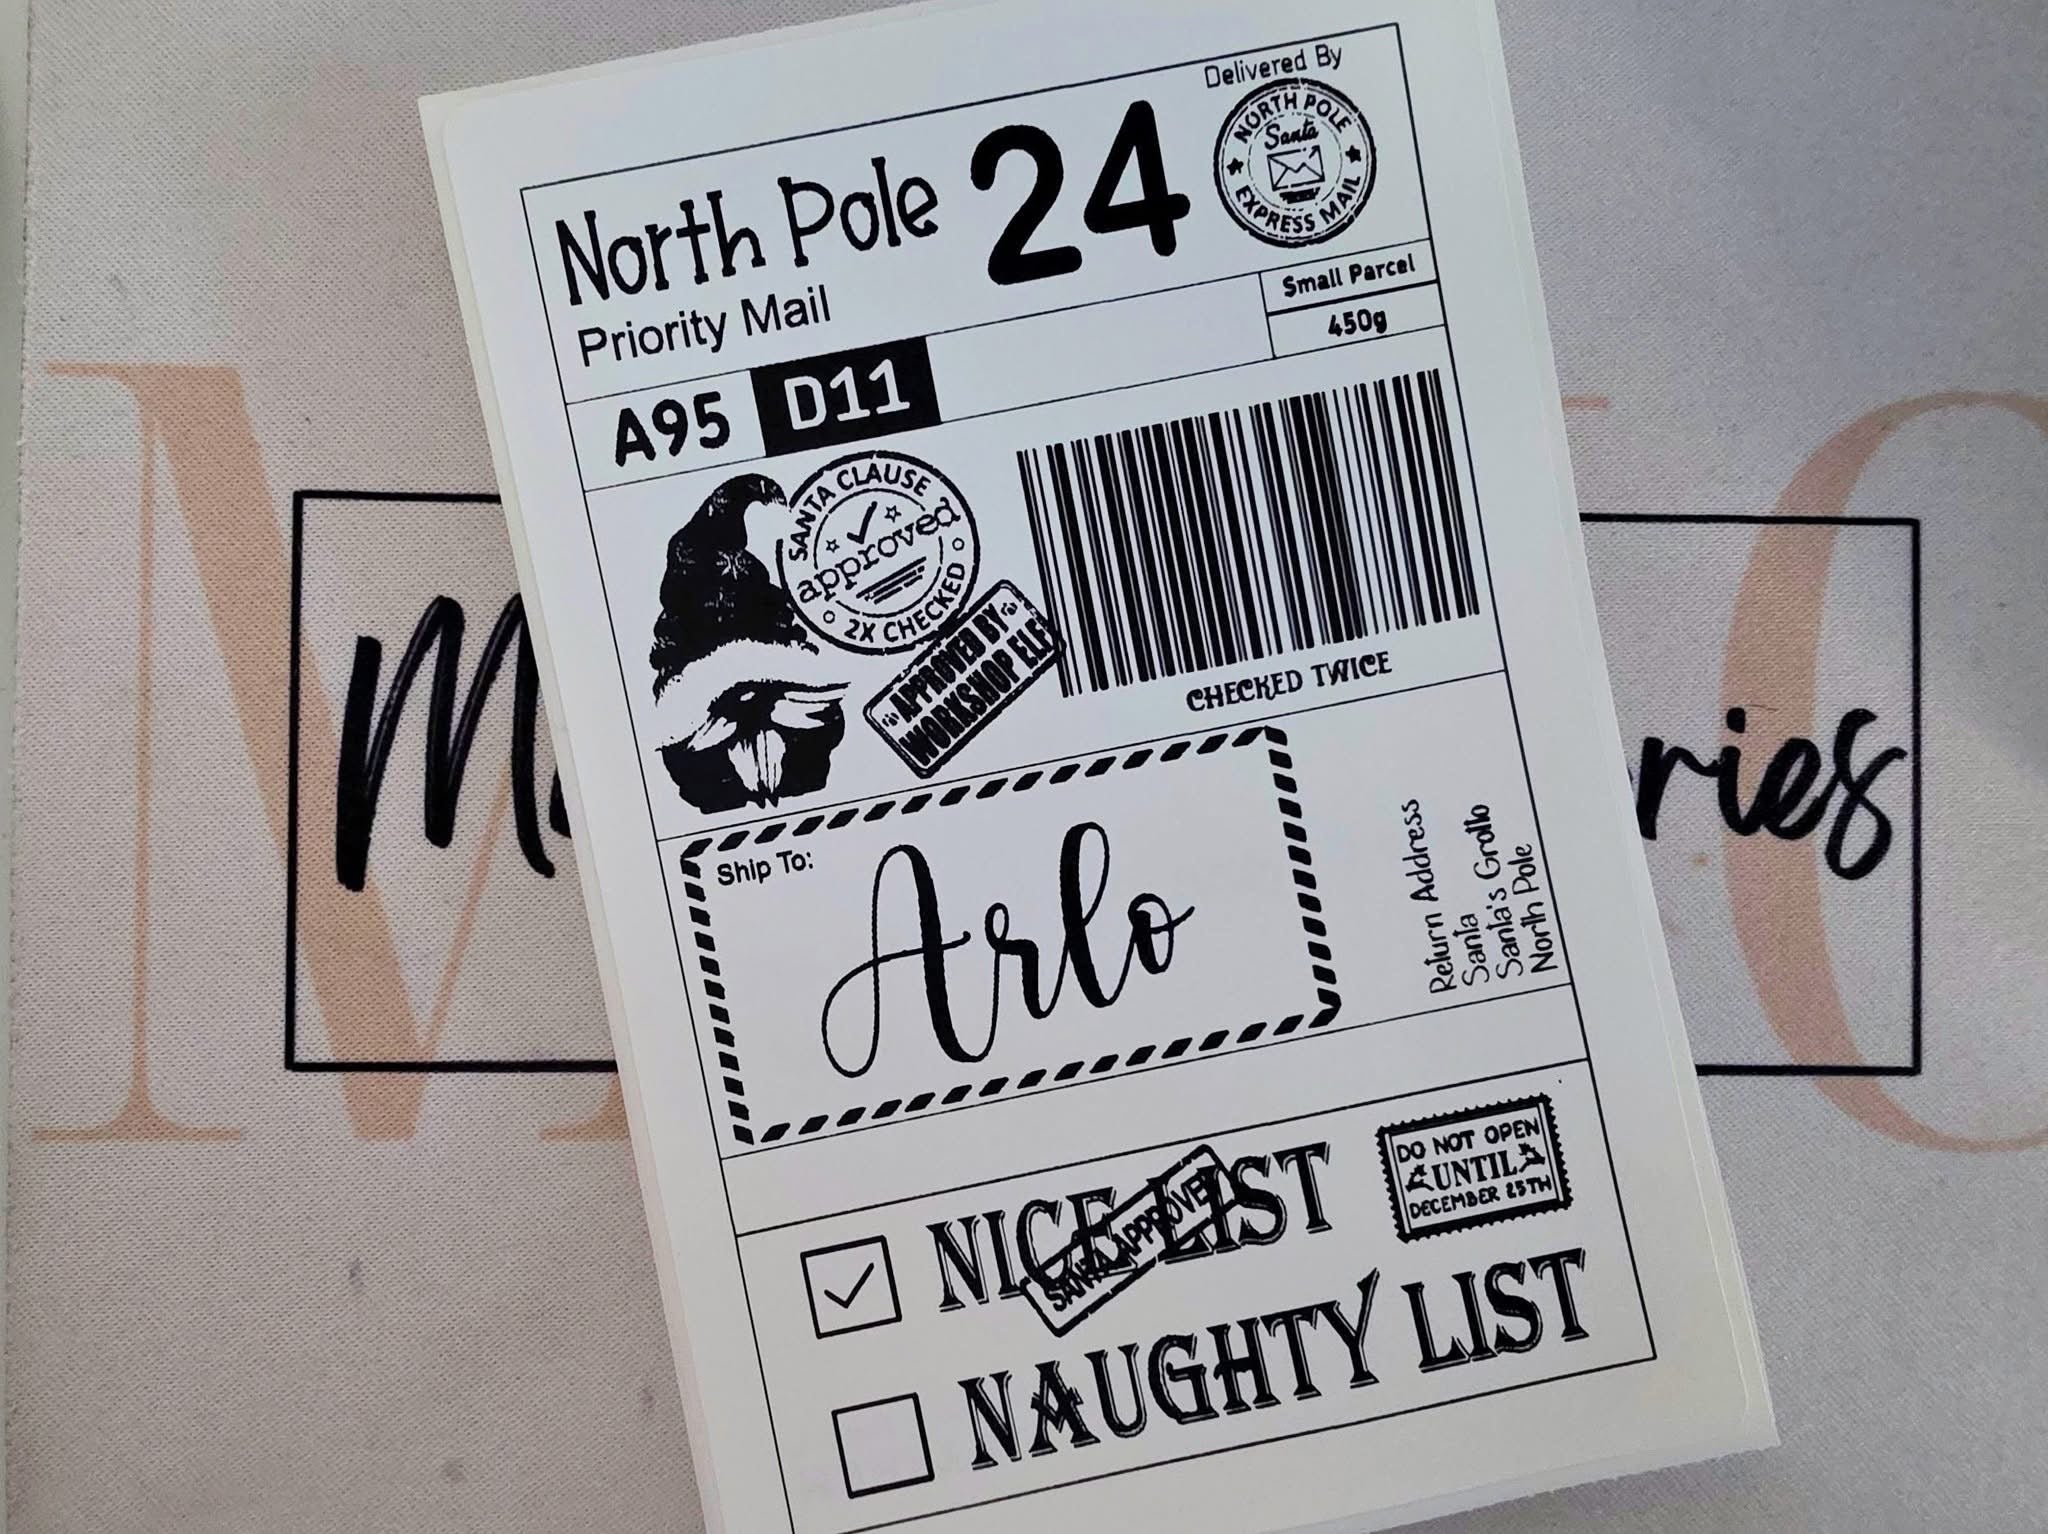 Delivered By
NORTH POLE
Santa
EXPRESS MAIL
North Pole 24
Priority Mail
Small Parcel
450g
A95 D11
SANTA CLAUSE
approved
2X CHECKED
APPROVED BY
WORKSHOP ELF
CHECKED TWICE
Ship To:
Arlo
Return Address
Santa
Santa's Grotto
North Pole
NICE LIST
SANTA APPROVED
DO NOT OPEN
UNTIL
DECEMBER 25TH
NAUGHTY LIST